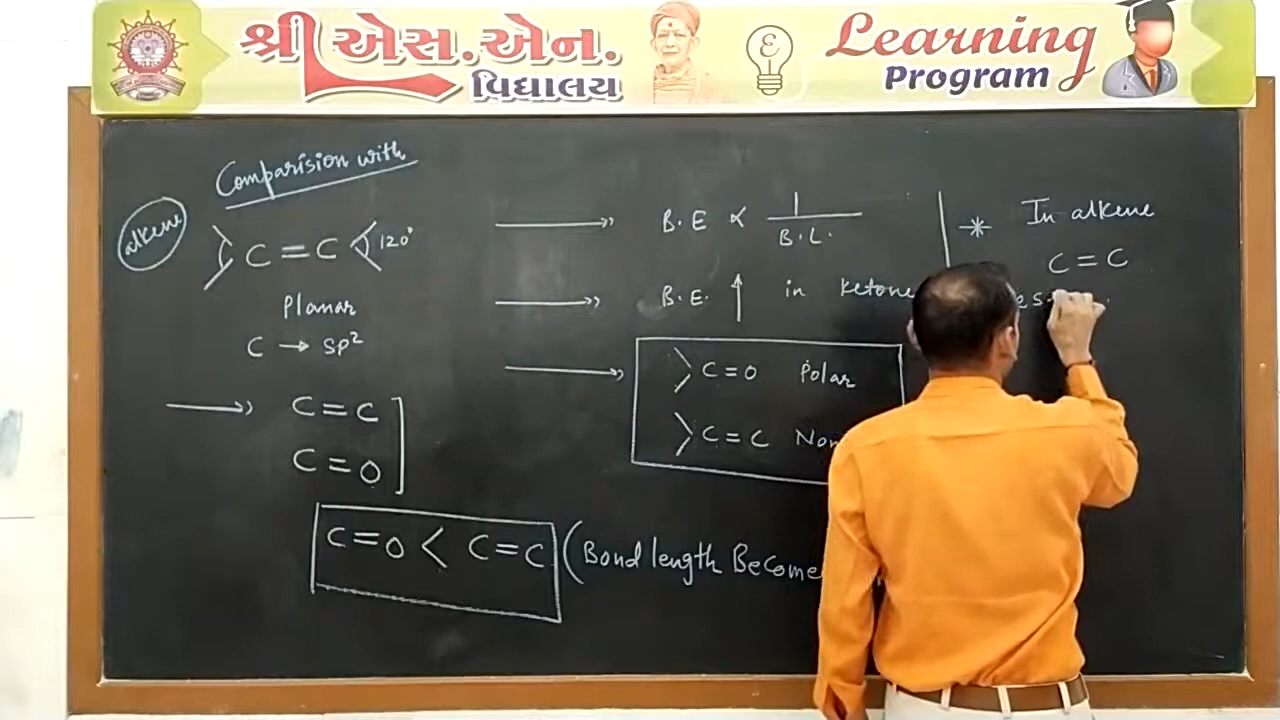 શ્રી એસ.એન.
વિદ્યાલય
Learning
Program
Comparision with
alkene
C = C 120°
Planar
C → SP²
C = C
C = O
C = O < C = C (Bond length Become
B.E ∝ 1 / B.L.
B.E. ↑ in Ketone
C = O Polar
C = C Non
* In alkene
C = C